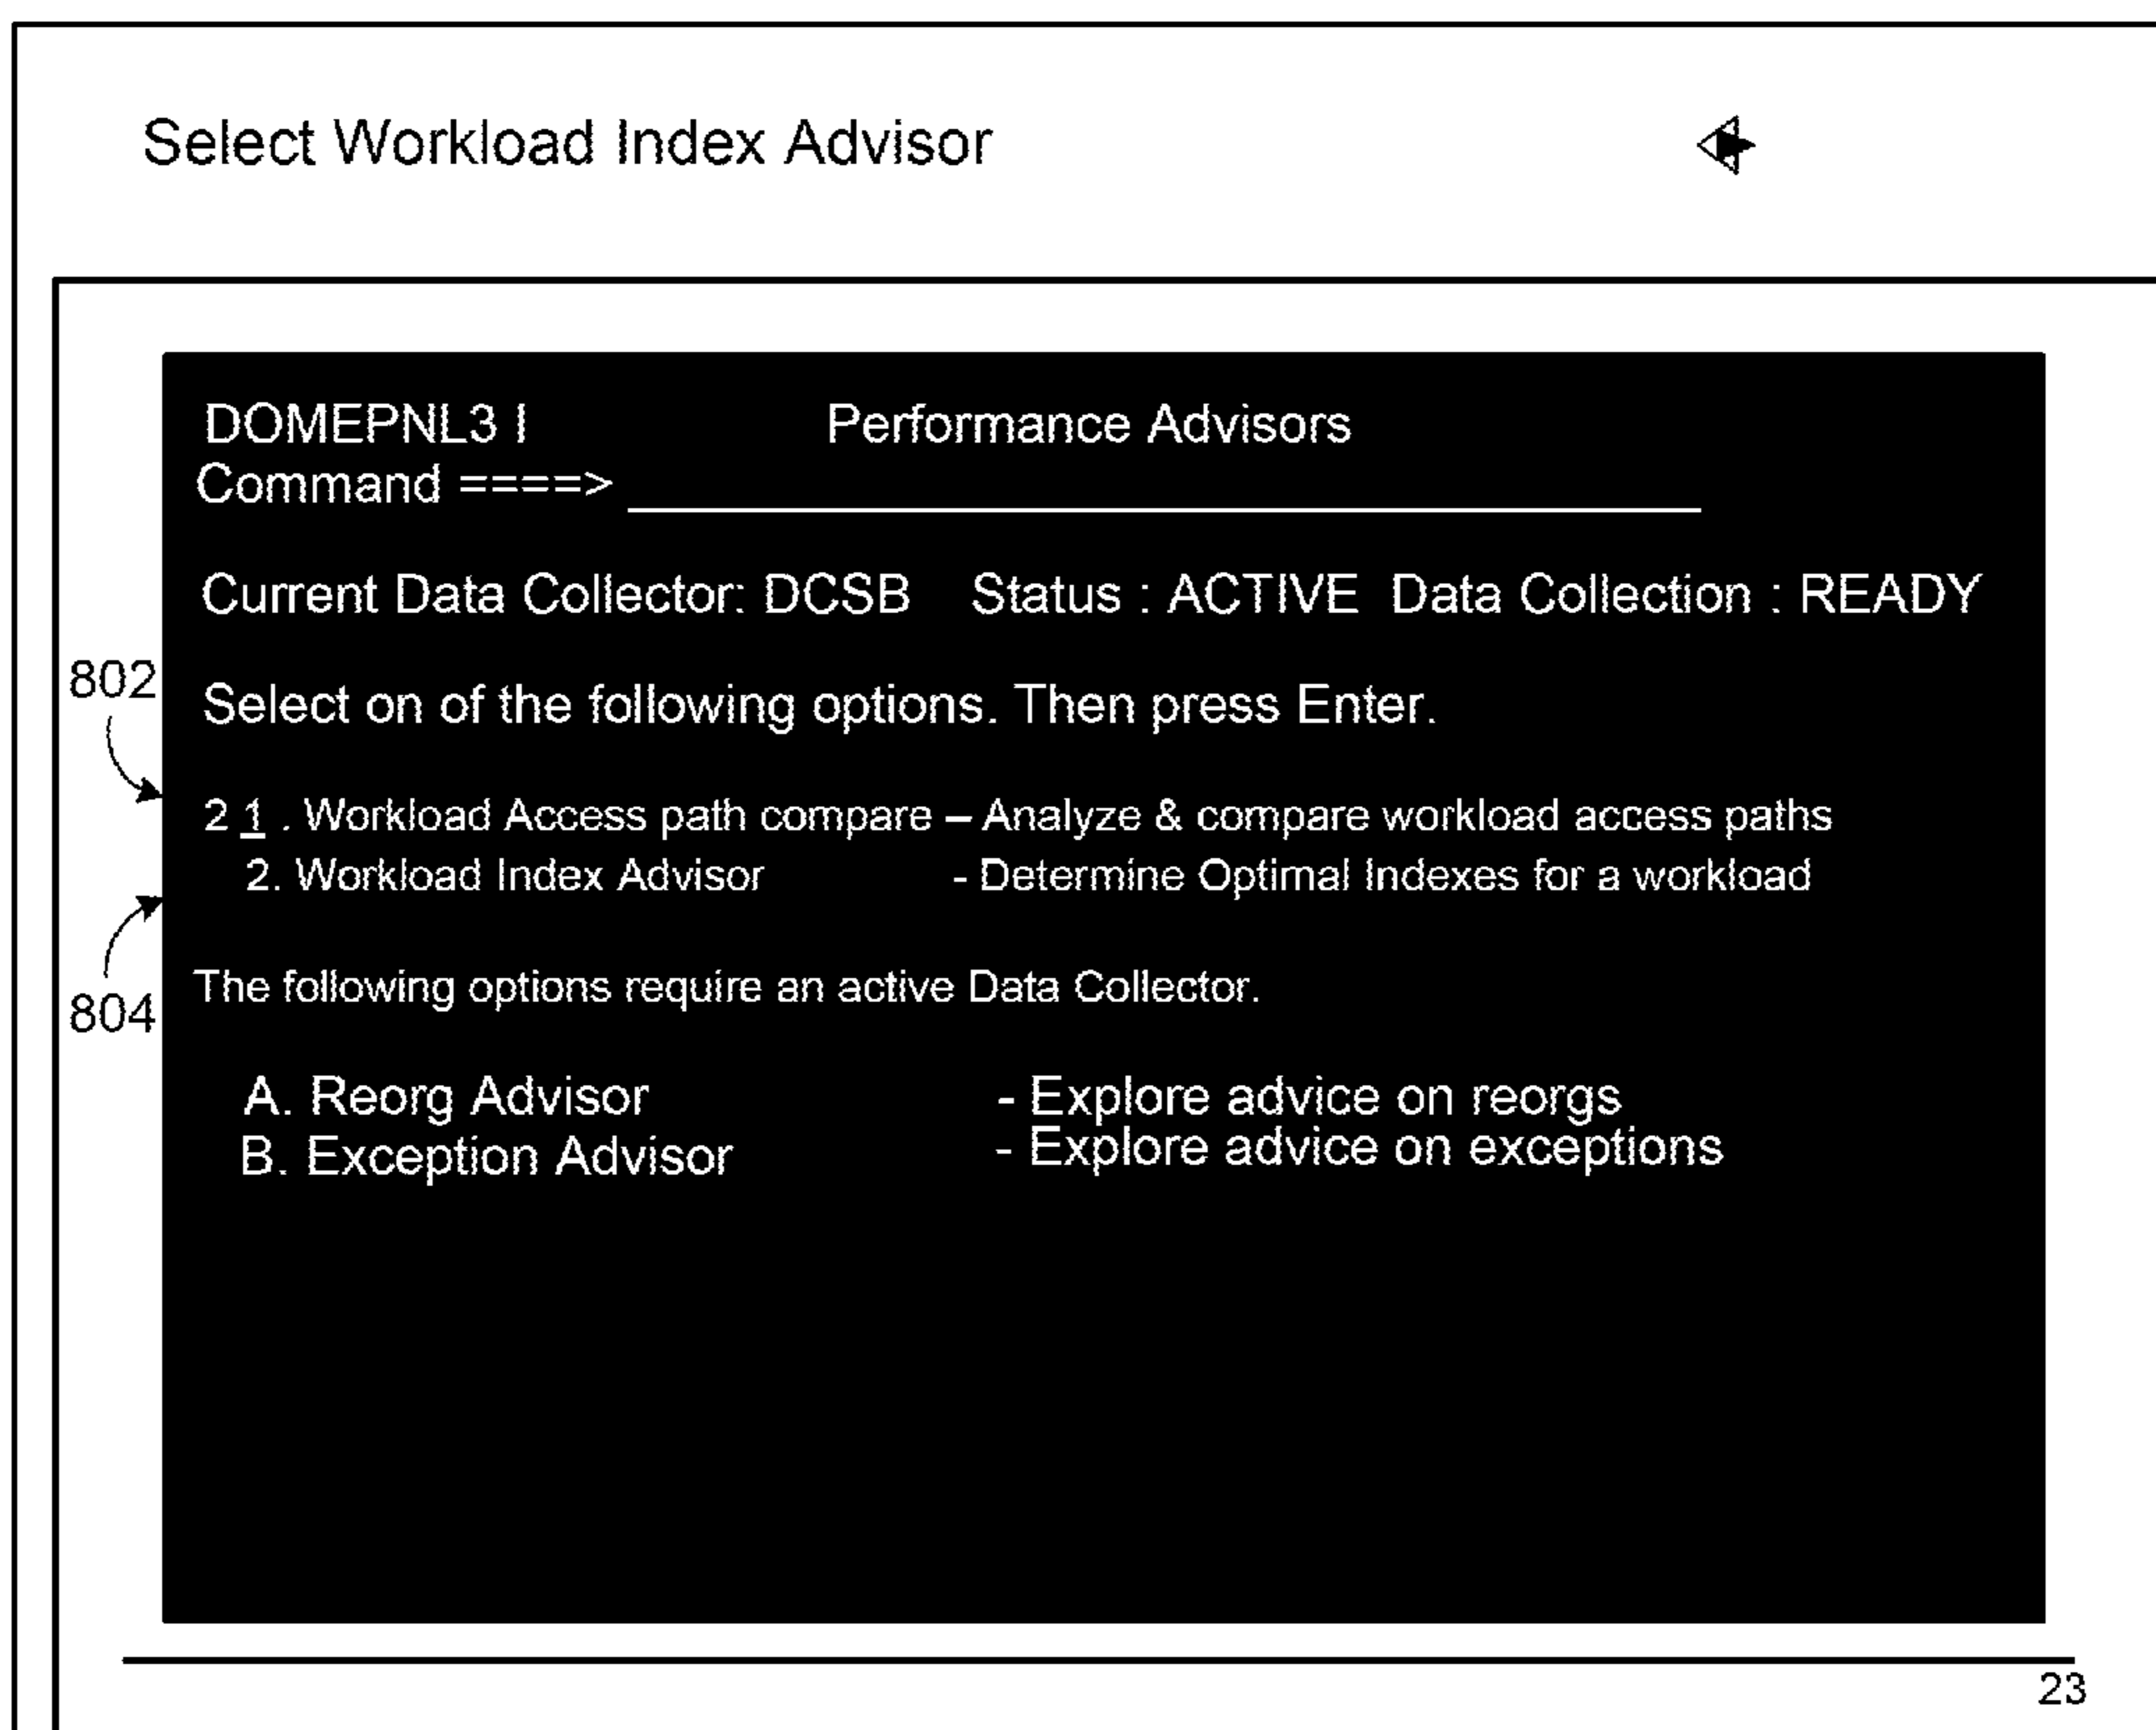 Select Workload Index Advisor
DOMEPNL3 I Performance Advisors
Command ====>
Current Data Collector: DCSB Status : ACTIVE Data Collection : READY
802
Select on of the following options. Then press Enter.
2 1 . Workload Access path compare – Analyze & compare workload access paths
2. Workload Index Advisor - Determine Optimal Indexes for a workload
804
The following options require an active Data Collector.
A. Reorg Advisor - Explore advice on reorgs
B. Exception Advisor - Explore advice on exceptions
23